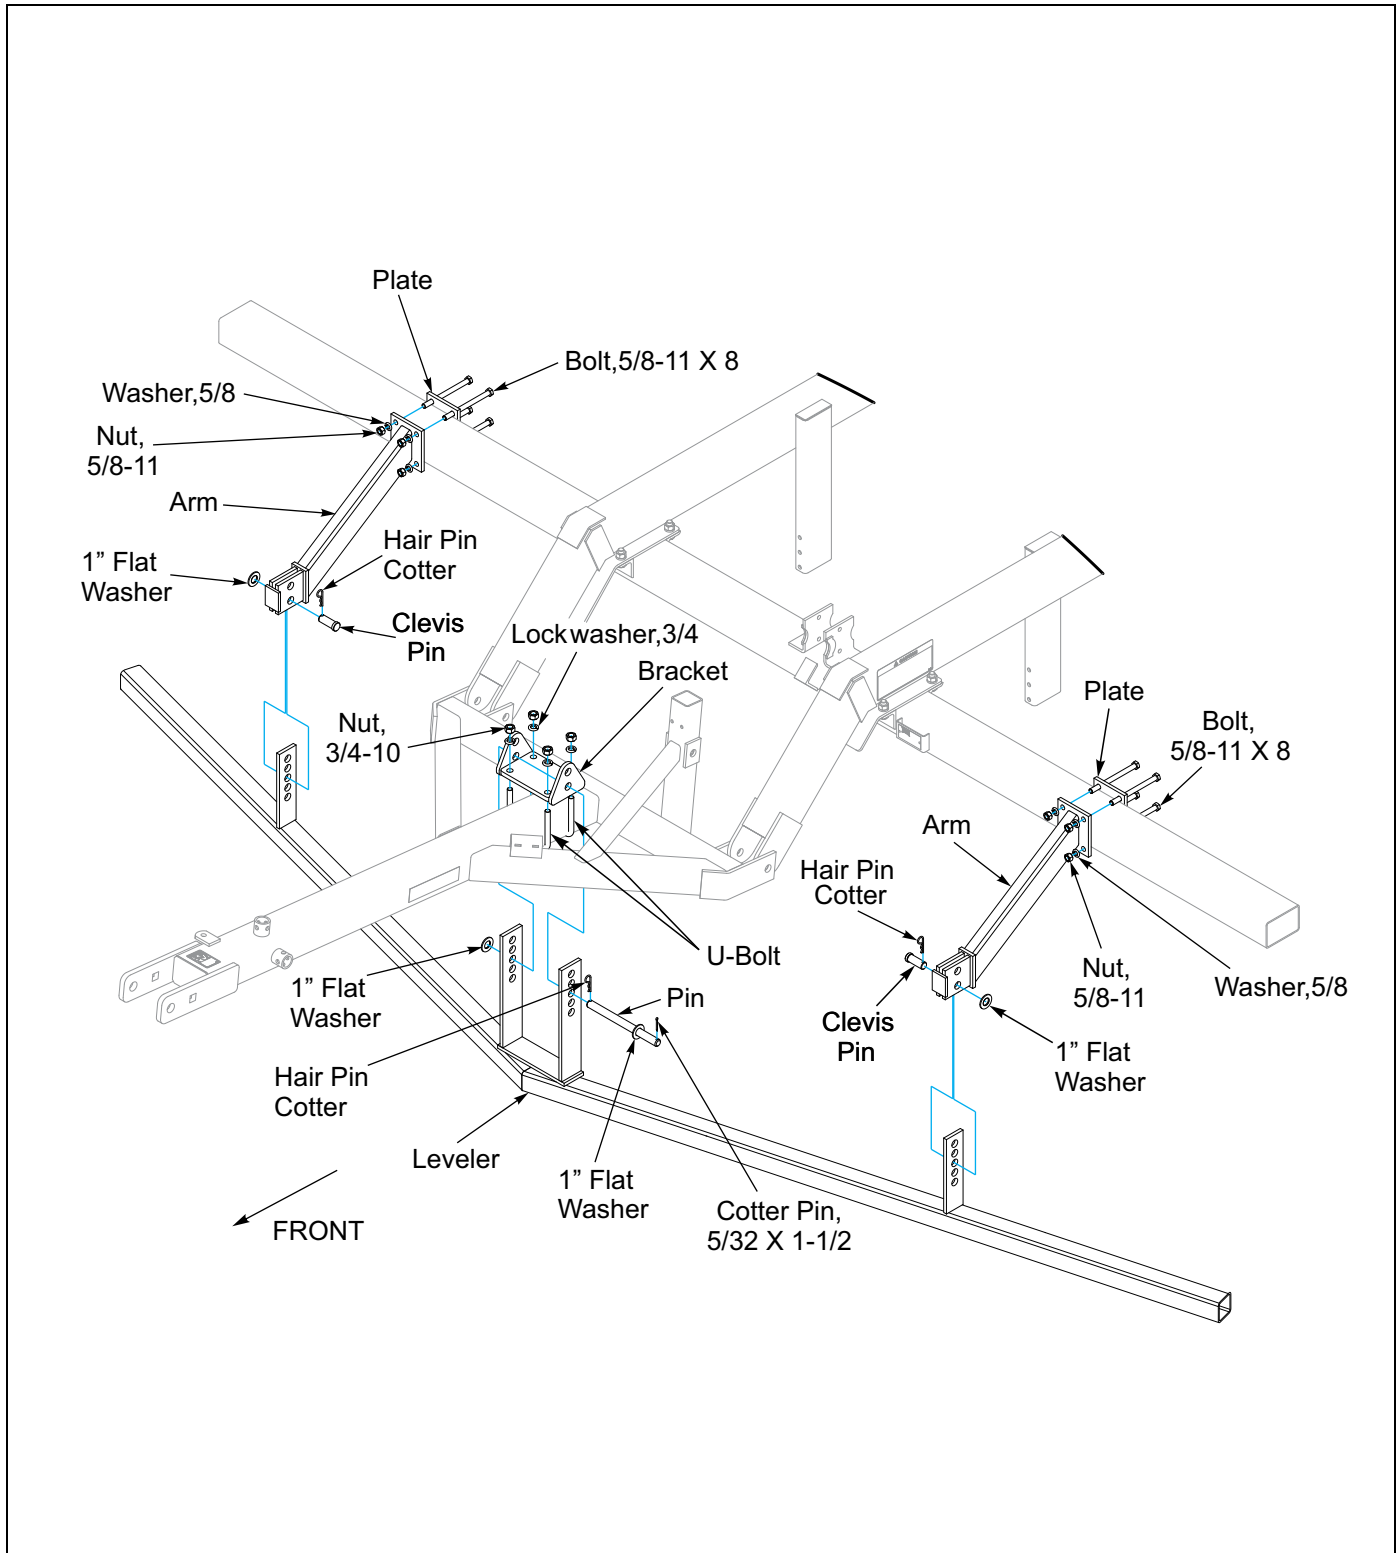 Plate
Bolt,5/8-11 X 8
Washer,5/8
Nut,
5/8-11
Arm
Hair Pin
Cotter
1” Flat
Washer
Clevis
Pin
Lockwasher,3/4
Bracket
Nut,
3/4-10
Plate
Bolt,
5/8-11 X 8
Arm
Hair Pin
Cotter
U-Bolt
Nut,
5/8-11
Washer,5/8
1” Flat
Washer
Pin
Clevis
Pin
1” Flat
Washer
Hair Pin
Cotter
Leveler
1” Flat
Washer
Cotter Pin,
5/32 X 1-1/2
FRONT